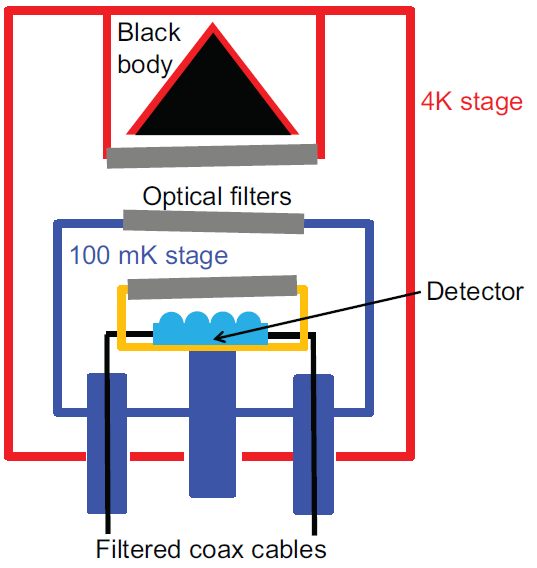 Black
body
4K stage
Optical filters
100 mK stage
Detector
Filtered coax cables